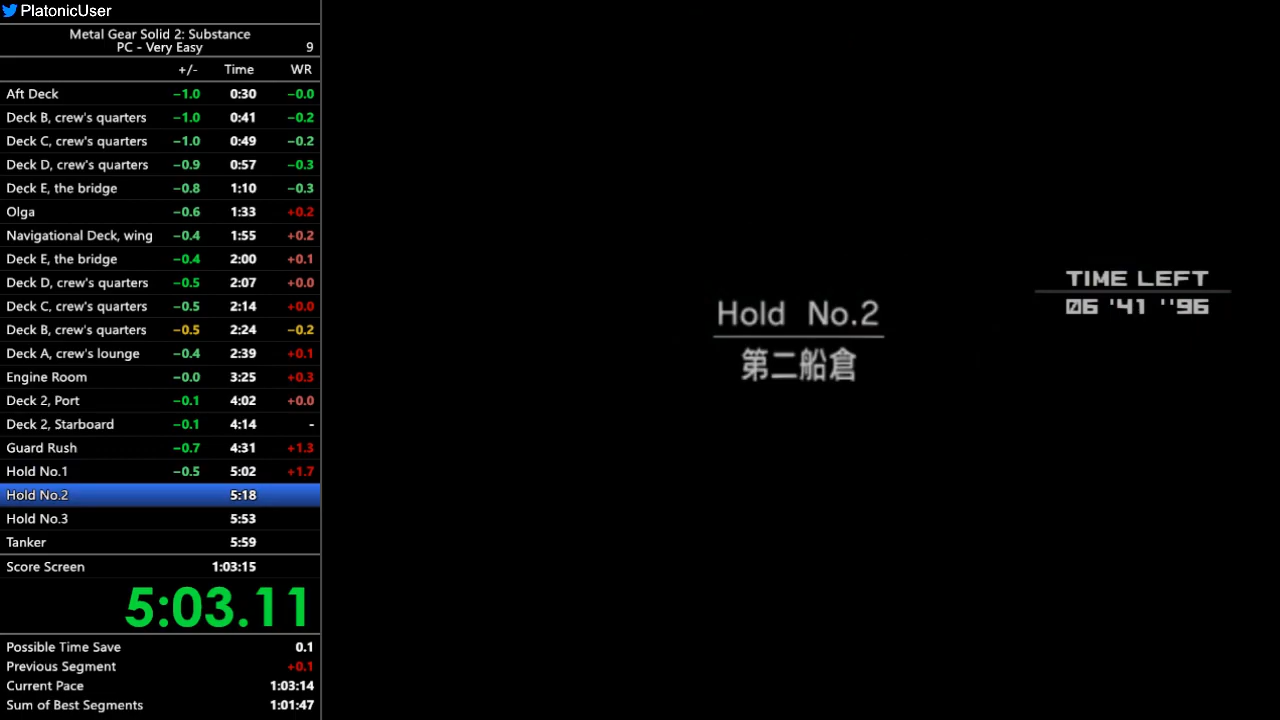 PlatonicUser
Metal Gear Solid 2: Substance
PC - Very Easy 9
+/- Time WR
Aft Deck −1.0 0:30 −0.0
Deck B, crew's quarters −1.0 0:41 −0.2
Deck C, crew's quarters −1.0 0:49 −0.2
Deck D, crew's quarters −0.9 0:57 −0.3
Deck E, the bridge −0.8 1:10 −0.3
Olga −0.6 1:33 +0.2
Navigational Deck, wing −0.4 1:55 +0.2
Deck E, the bridge −0.4 2:00 +0.1
Deck D, crew's quarters −0.5 2:07 +0.0
Deck C, crew's quarters −0.5 2:14 +0.0
Deck B, crew's quarters −0.5 2:24 −0.2
Deck A, crew's lounge −0.4 2:39 +0.1
Engine Room −0.0 3:25 +0.3
Deck 2, Port −0.1 4:02 +0.0
Deck 2, Starboard −0.1 4:14 -
Guard Rush −0.7 4:31 +1.3
Hold No.1 −0.5 5:02 +1.7
Hold No.2 5:18
Hold No.3 5:53
Tanker 5:59
Score Screen 1:03:15
5:03.11
Possible Time Save 0.1
Previous Segment +0.1
Current Pace 1:03:14
Sum of Best Segments 1:01:47
Hold No.2
第二船倉
TIME LEFT
06 '41 ''96